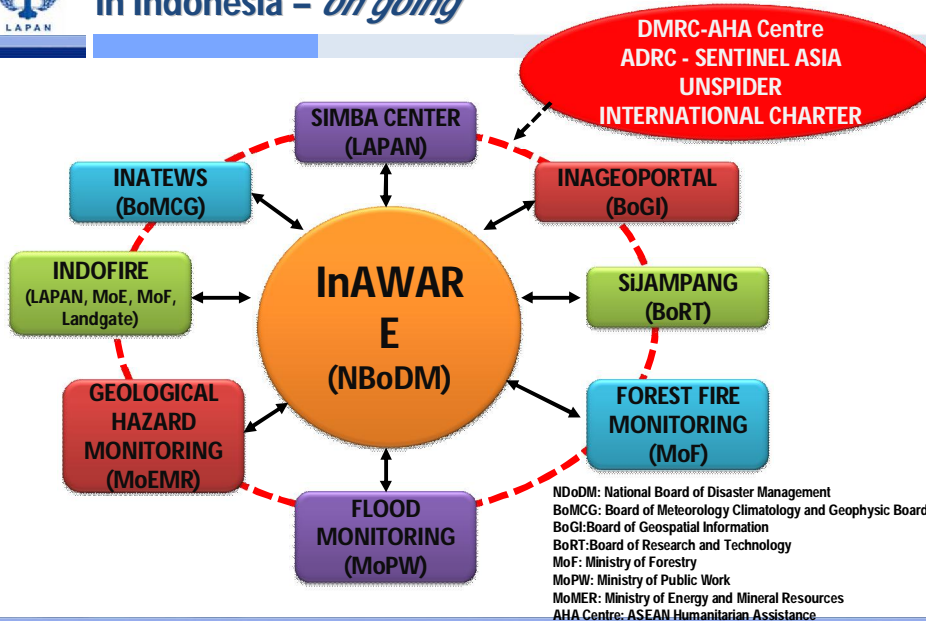 LAPAN
In Indonesia – on going
DMRC-AHA Centre
ADRC - SENTINEL ASIA
UNSPIDER
INTERNATIONAL CHARTER
SIMBA CENTER
(LAPAN)
INATEWS
(BoMCG)
INAGEOPORTAL
(BoGI)
INDOFIRE
(LAPAN, MoE, MoF,
Landgate)
InAWAR
E
(NBoDM)
SiJAMPANG
(BoRT)
GEOLOGICAL
HAZARD
MONITORING
(MoEMR)
FOREST FIRE
MONITORING
(MoF)
FLOOD
MONITORING
(MoPW)
NDoDM: National Board of Disaster Management
BoMCG: Board of Meteorology Climatology and Geophysic Board
BoGI:Board of Geospatial Information
BoRT:Board of Research and Technology
MoF: Ministry of Forestry
MoPW: Ministry of Public Work
MoMER: Ministry of Energy and Mineral Resources
AHA Centre: ASEAN Humanitarian Assistance